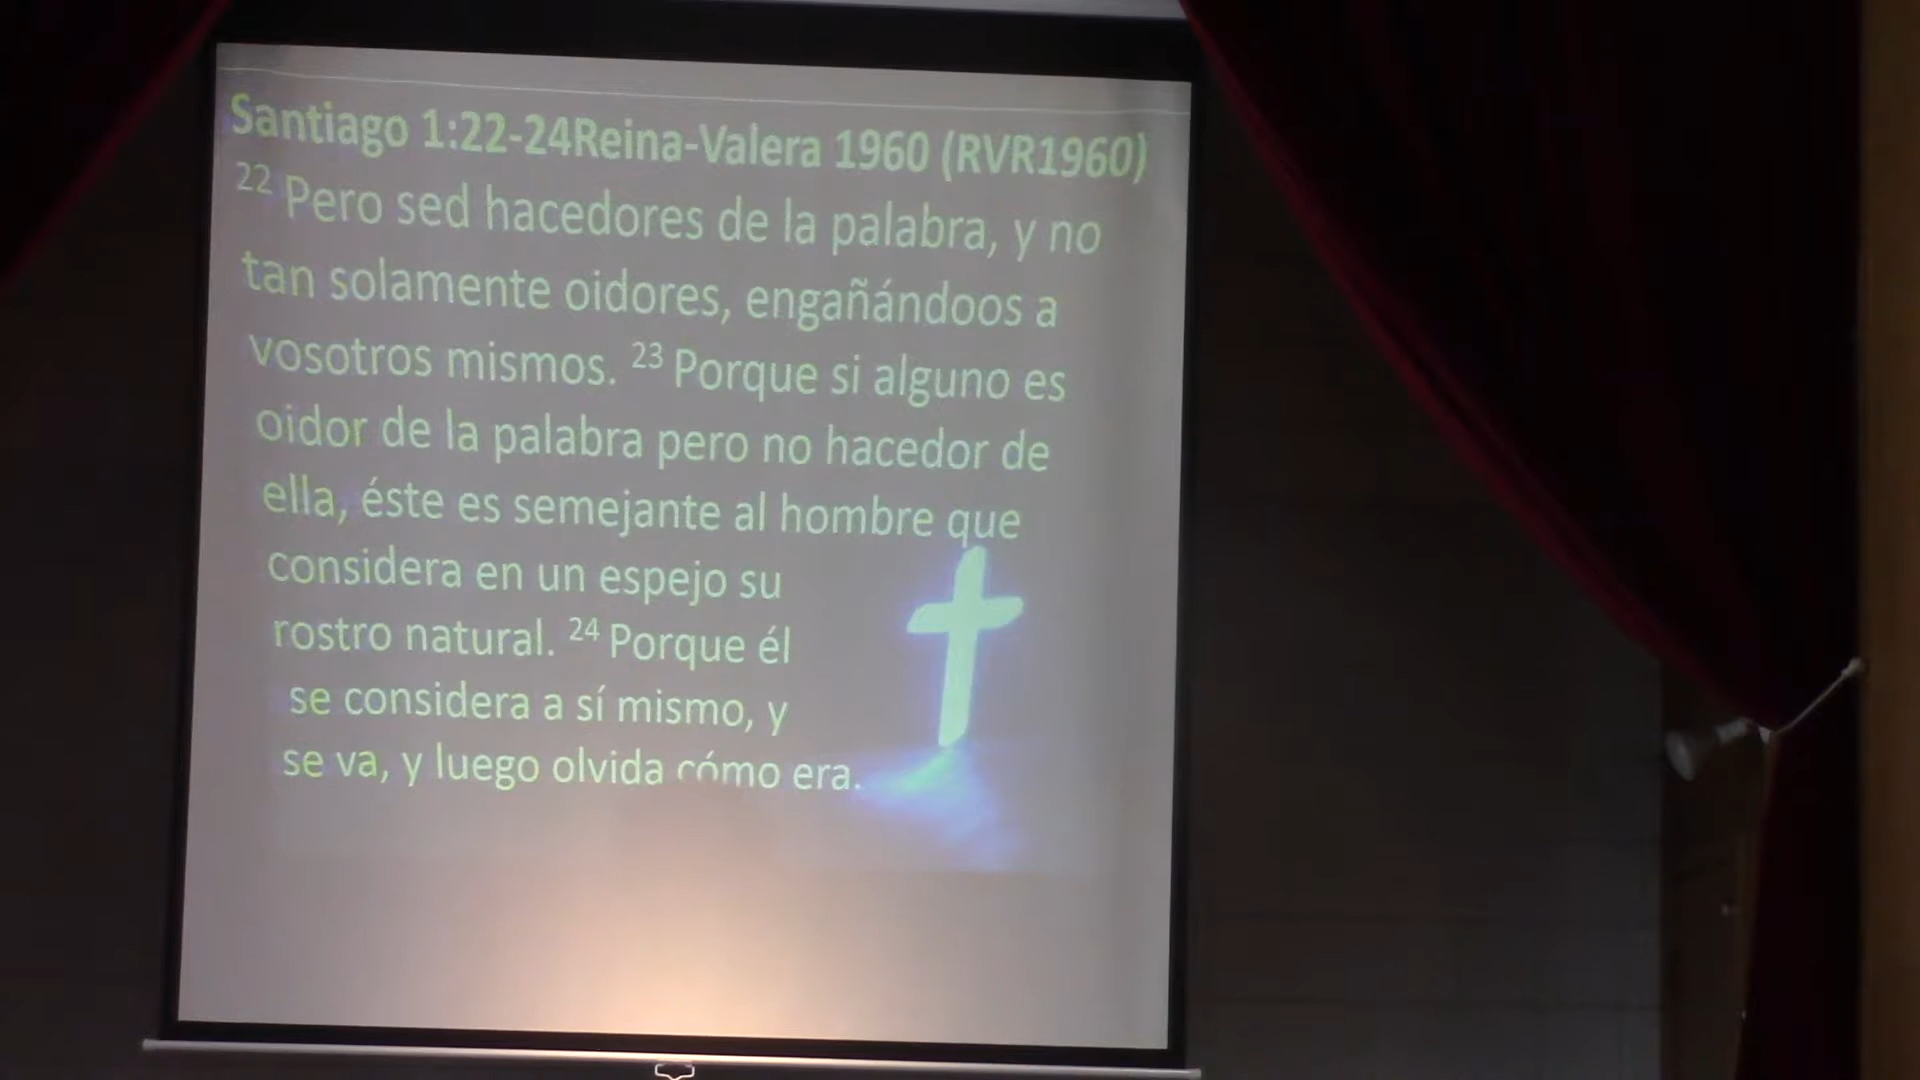 Santiago 1:22-24Reina-Valera 1960 (RVR1960)
22 Pero sed hacedores de la palabra, y no
tan solamente oidores, engañándoos a
vosotros mismos. 23 Porque si alguno es
oidor de la palabra pero no hacedor de
ella, éste es semejante al hombre que
considera en un espejo su
rostro natural. 24 Porque él
se considera a sí mismo, y
se va, y luego olvida cómo era.